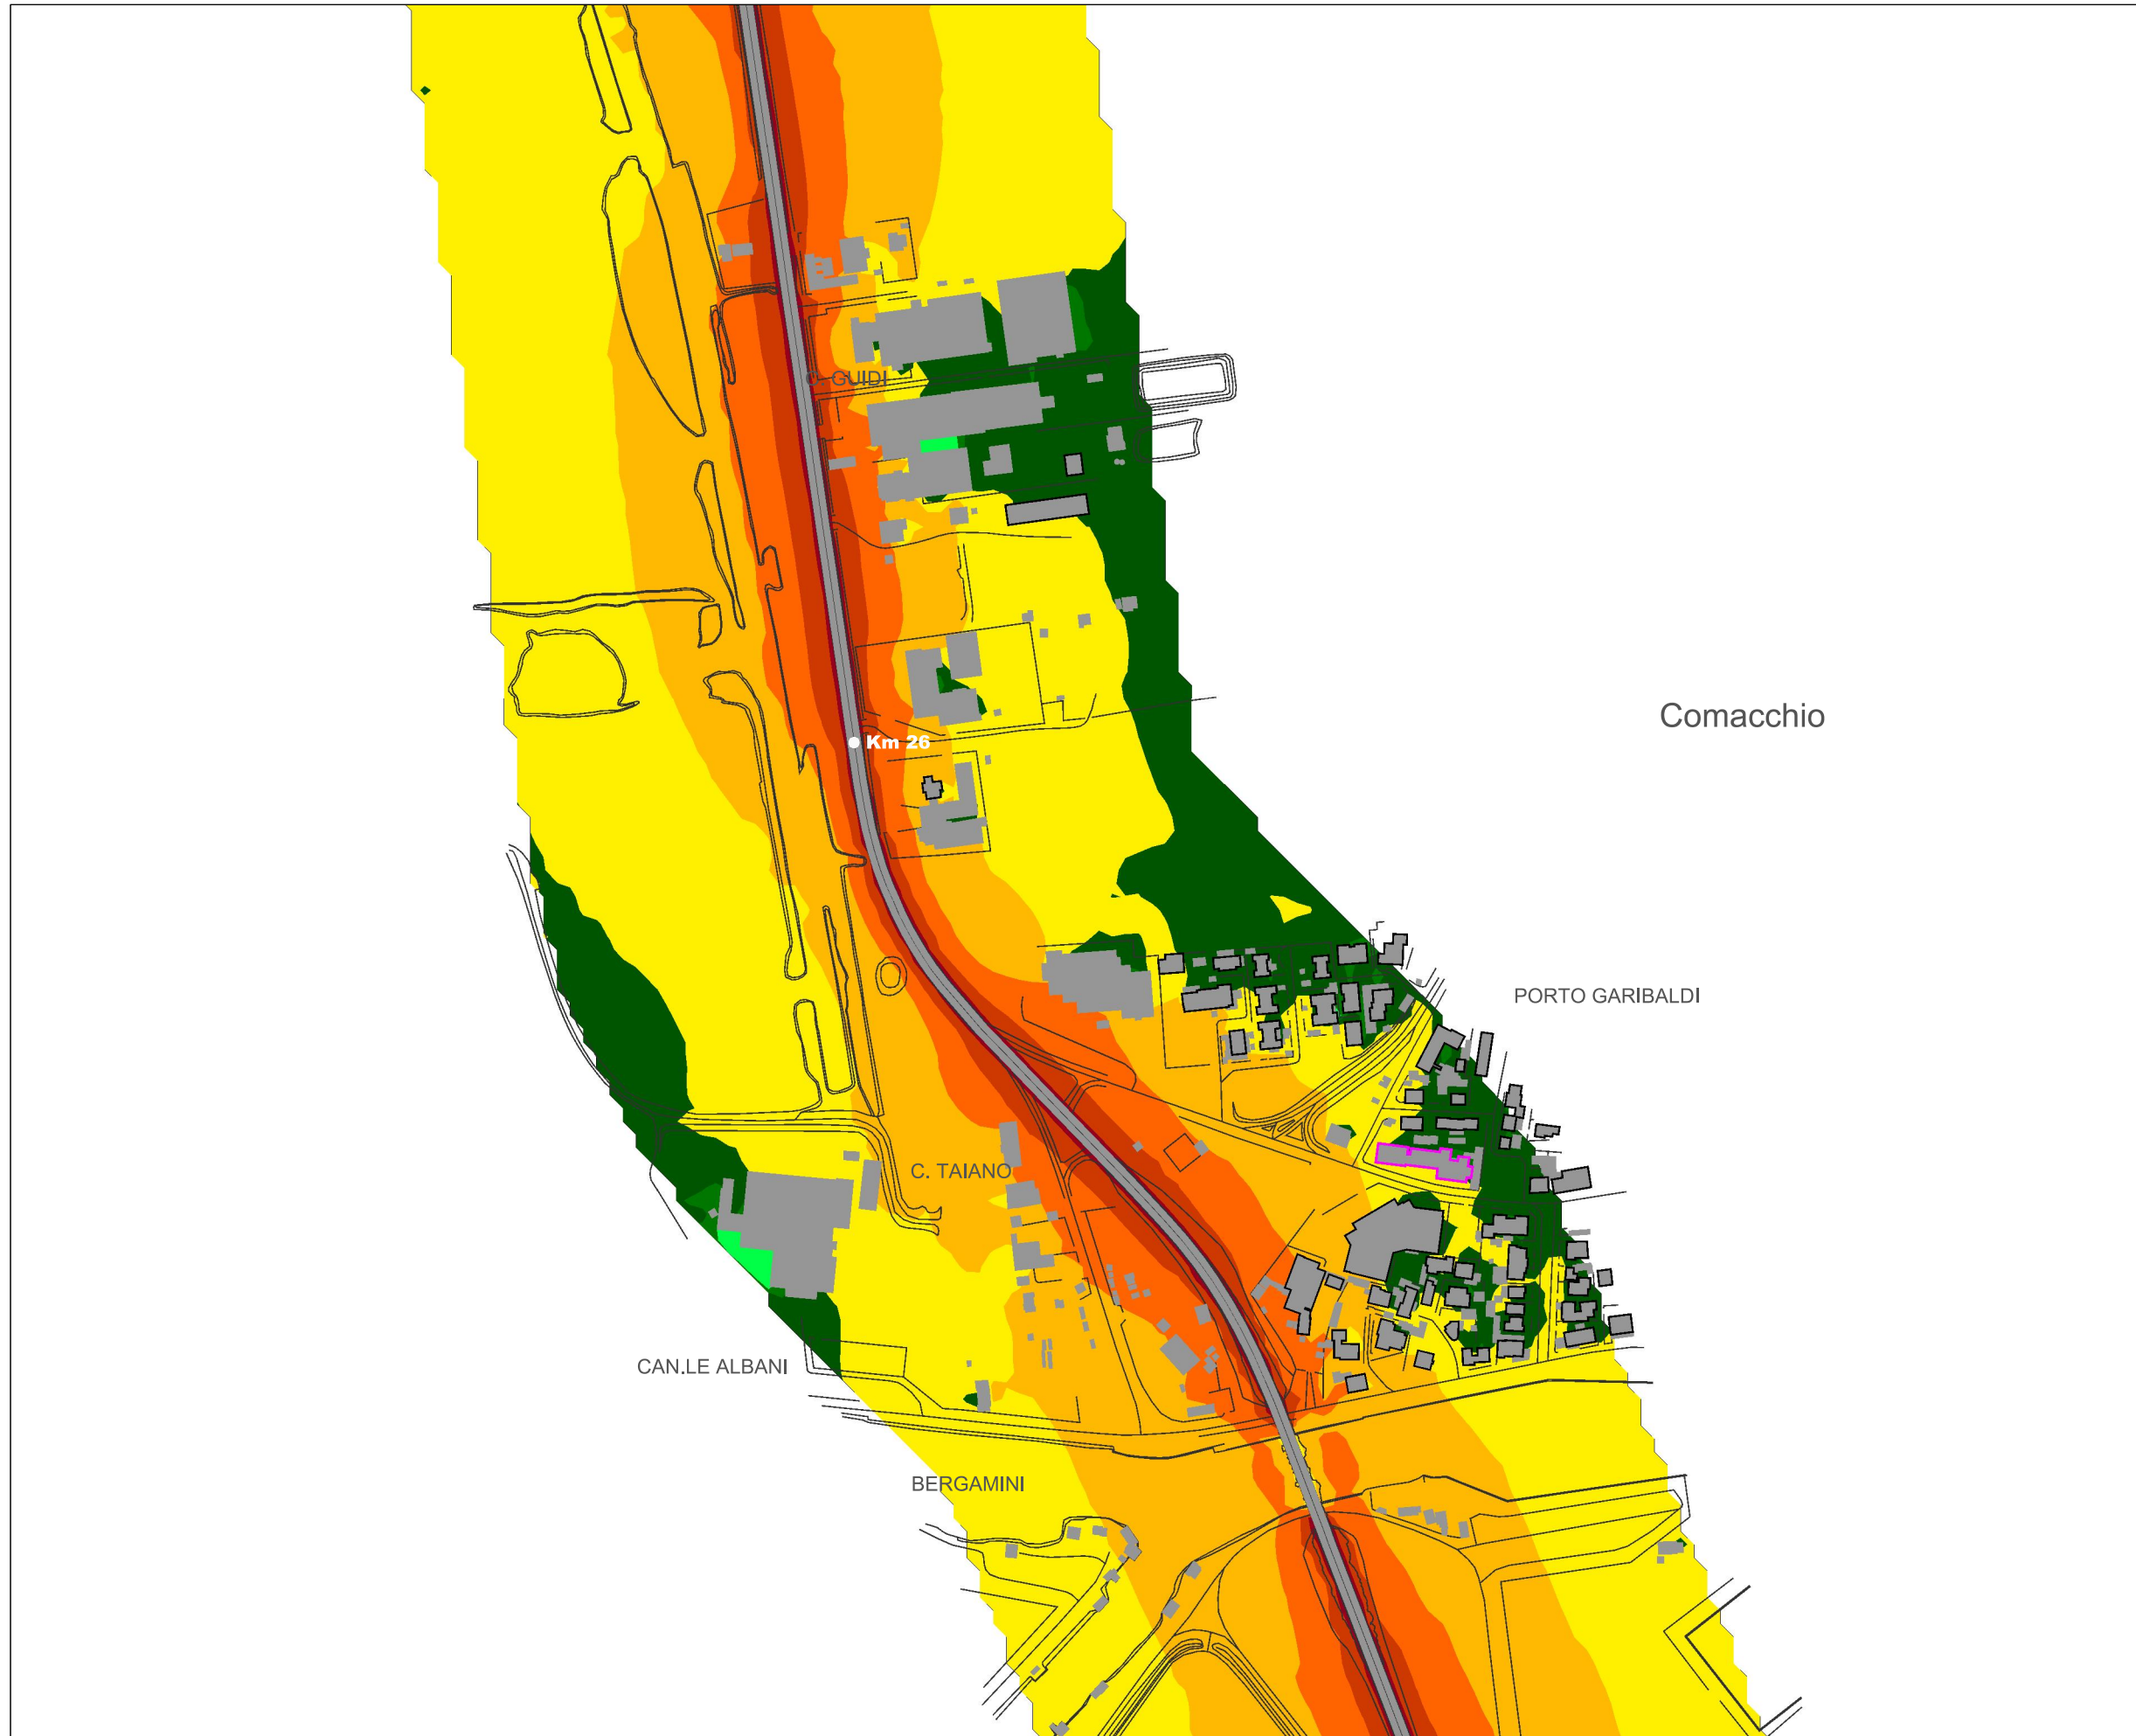 C. GUIDI
Comacchio
Km 26
PORTO GARIBALDI
C. TAIANO
CAN.LE ALBANI
BERGAMINI